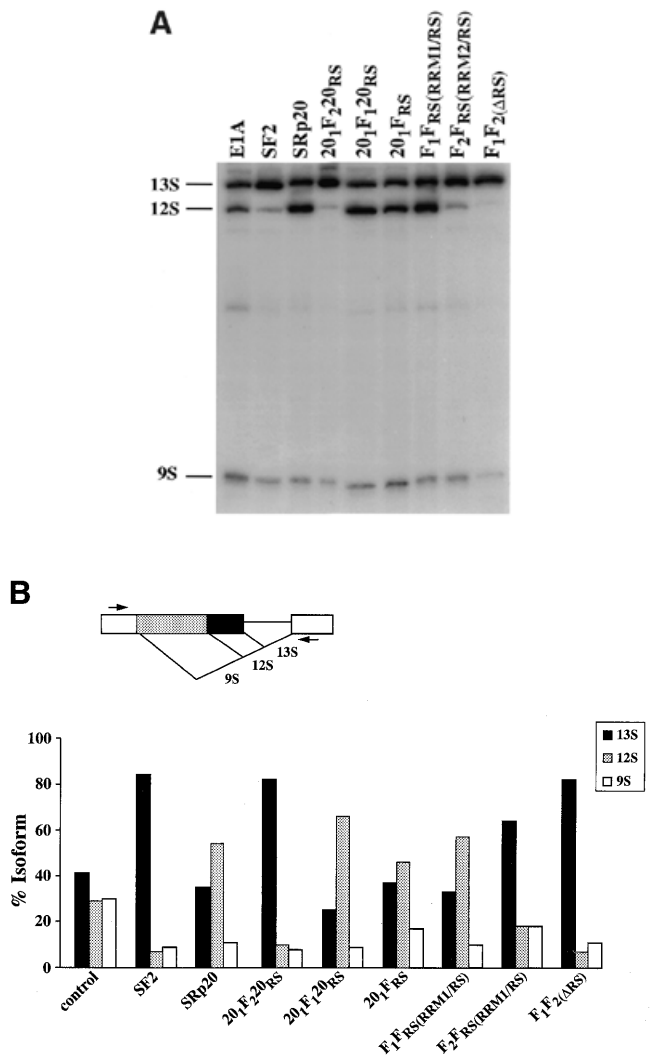 A
E1A
SF2
SRp20
20₁F₂20RS
20₁F₁20RS
20₁FRS
F₁FRS(RRM1/RS)
F₂FRS(RRM2/RS)
F₁F₂(ΔRS)
13S
12S
9S
B
13S
12S
9S
13S
12S
9S
% Isoform
100
80
60
40
20
0
control
SF2
SRp20
20₁F₂20RS
20₁F₁20RS
20₁FRS
F₁FRS(RRM1/RS)
F₂FRS(RRM1/RS)
F₁F₂(ΔRS)